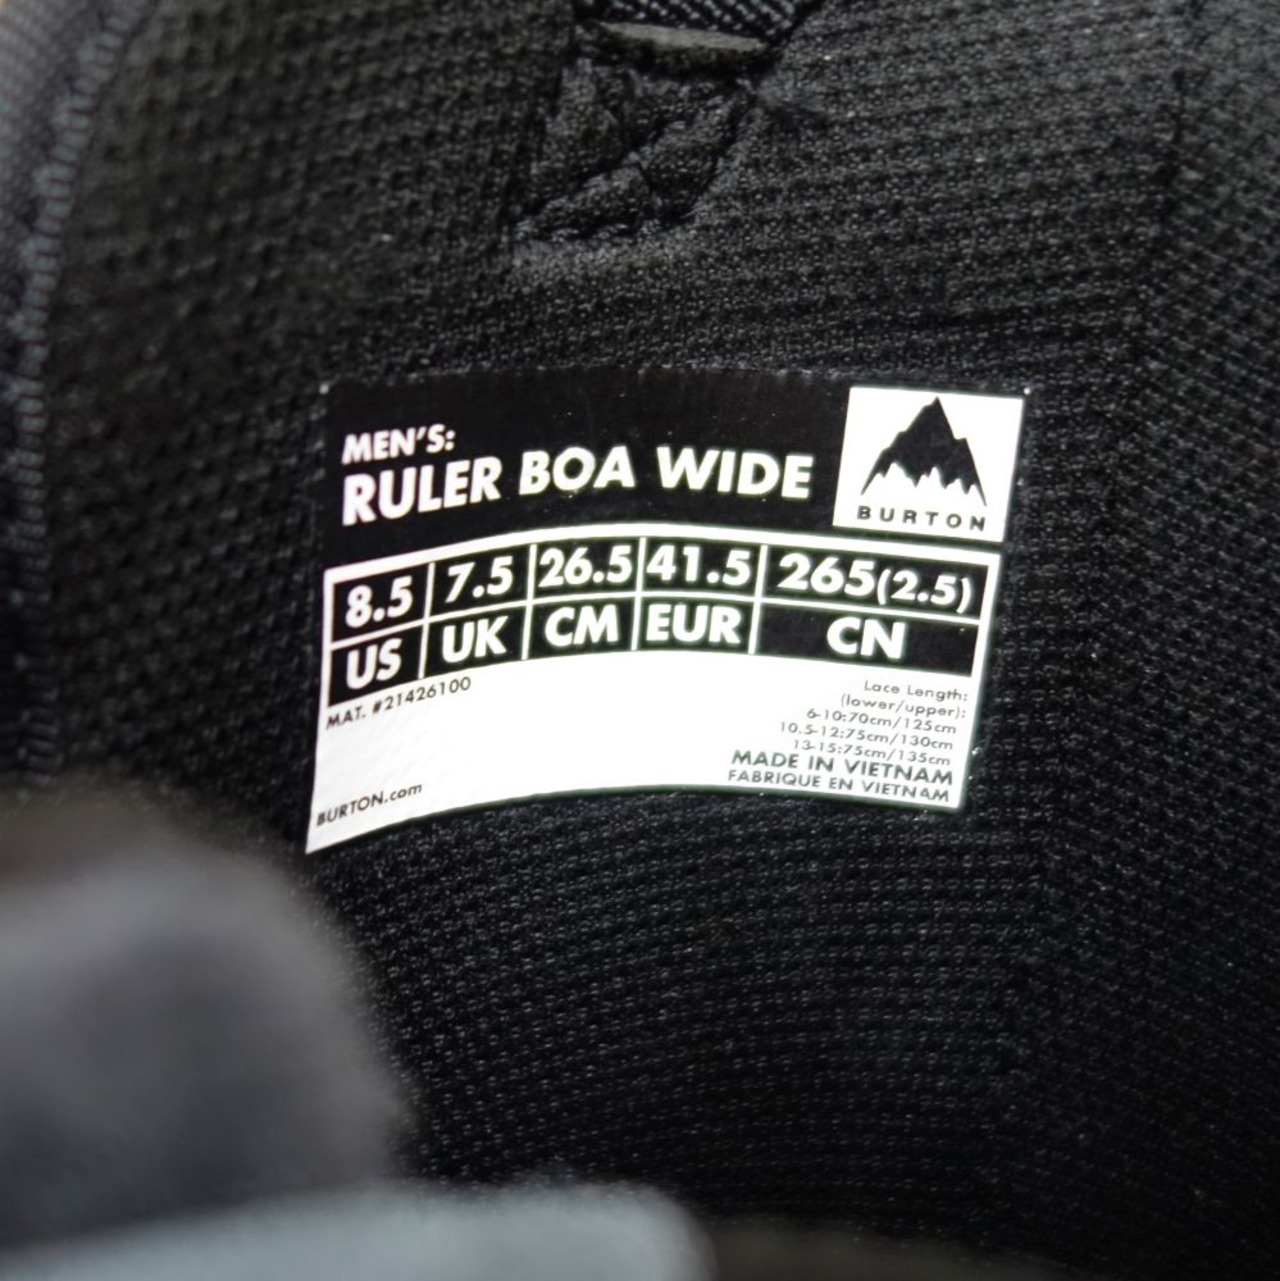 MEN'S:
RULER BOA WIDE
BURTON
8.5 7.5 26.5 41.5 265(2.5)
US UK CM EUR CN
MAT. #21426100
Lace Length:
(lower/upper):
6-10:70cm/125cm
10.5-12:75cm/130cm
13-15:75cm/135cm
MADE IN VIETNAM
FABRIQUE EN VIETNAM
BURTON.com